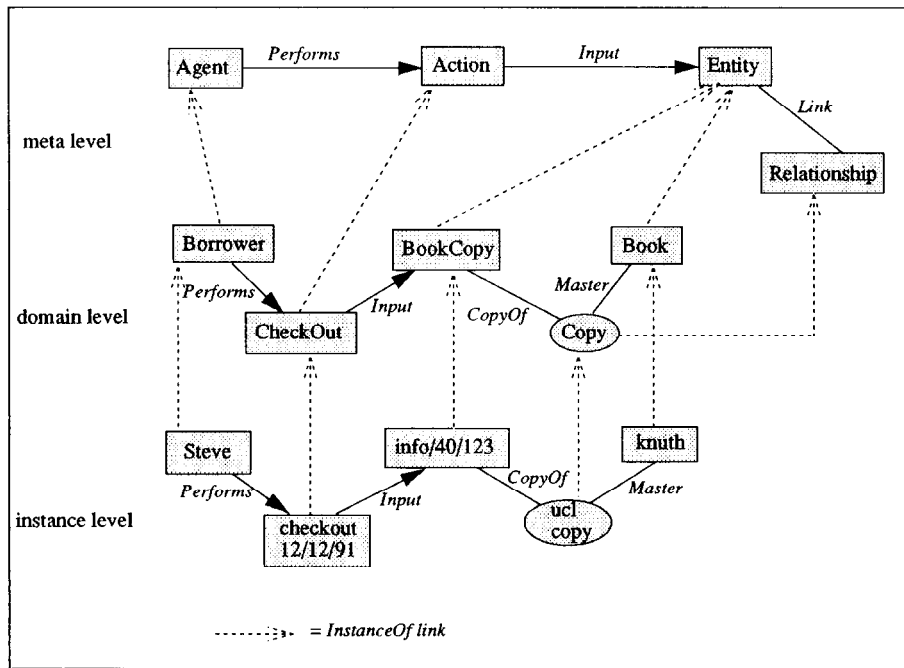 Performs
Input
Agent
Action
Entity
Link
meta level
Relationship
Borrower
BookCopy
Book
Performs
Input
Master
CopyOf
domain level
CheckOut
Copy
Steve
info/40/123
knuth
Performs
Input
CopyOf
Master
instance level
checkout
12/12/91
ucl
copy
= InstanceOf link